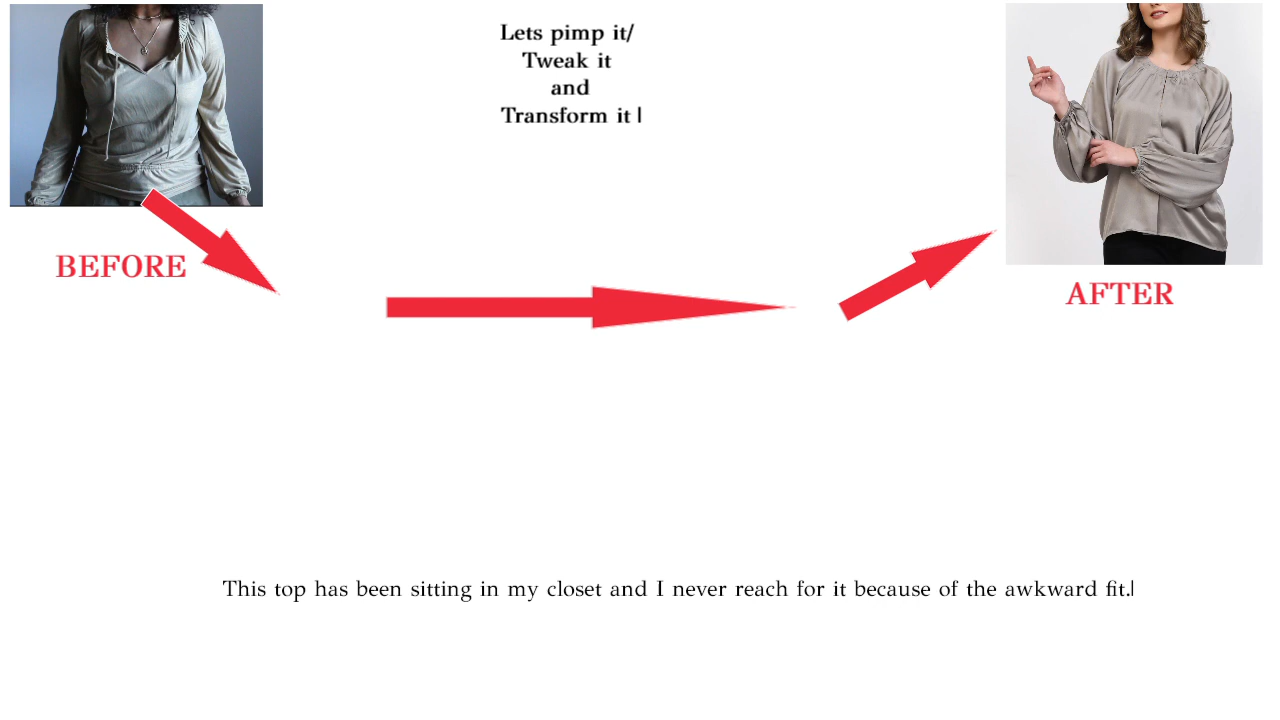 Lets pimp it/
Tweak it
and
Transform it |
BEFORE
AFTER
This top has been sitting in my closet and I never reach for it because of the awkward fit.|